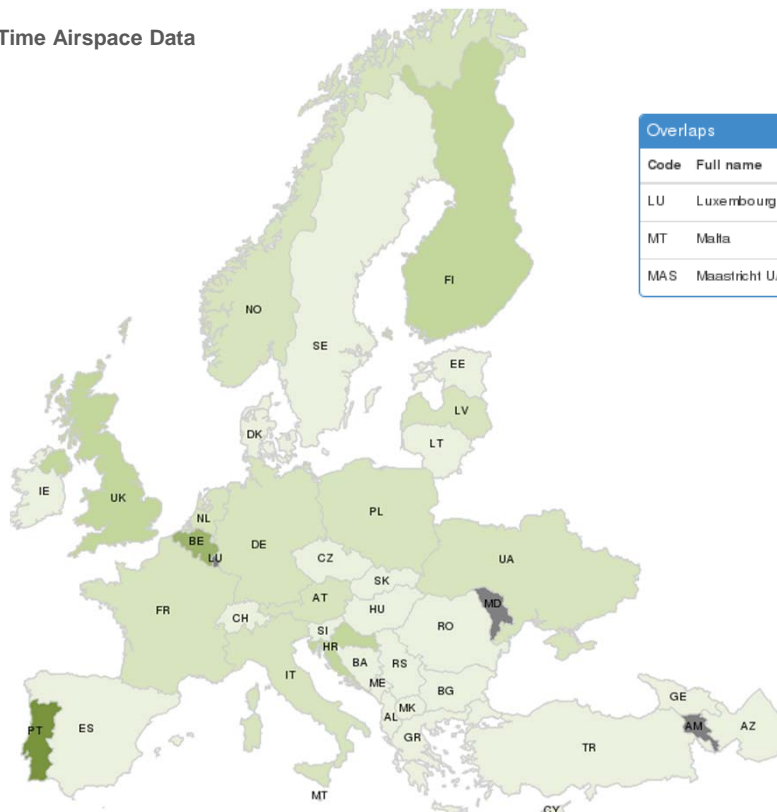 Time Airspace Data
Overlaps
Code Full name
LU Luxembourg
MT Malta
MAS Maastricht
FI
NO
SE
EE
LV
LT
DK
IE
UK
NL
BE
LU
DE
PL
CZ
SK
UA
FR
CH
AT
HU
MD
SI
HR
RO
BA
RS
IT
ME
BG
MK
AL
GR
PT
ES
TR
GE
AM
AZ
MT
CY